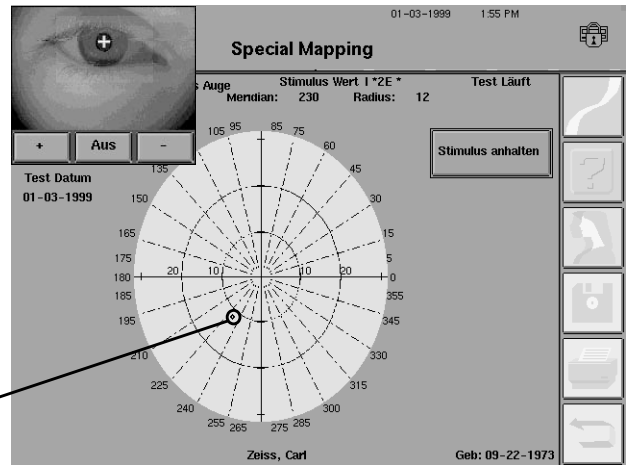 01-03-1999 1:55 PM
Special Mapping
s Auge
Stimulus Wert I *2E *
Test Läuft
Meridian: 230 Radius: 12
+ Aus -
Stimulus anhalten
Test Datum
01-03-1999
105 95 85 75
60
135 45
150 30
165 15
175 5
180 20 10 10 20 0
185 355
195 345
210 330
225 315
240 300
255 265 275 285
Zeiss, Carl
Geb: 09-22-1973